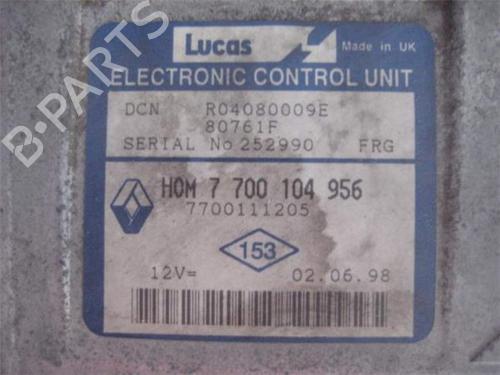 Lucas Made in UK
ELECTRONIC CONTROL UNIT
DCN R04080009E
80761F
SERIAL No 252990 FRG
HOM 7 700 104 956
7700111205
153
12V= 02.06.98
B-PARTS